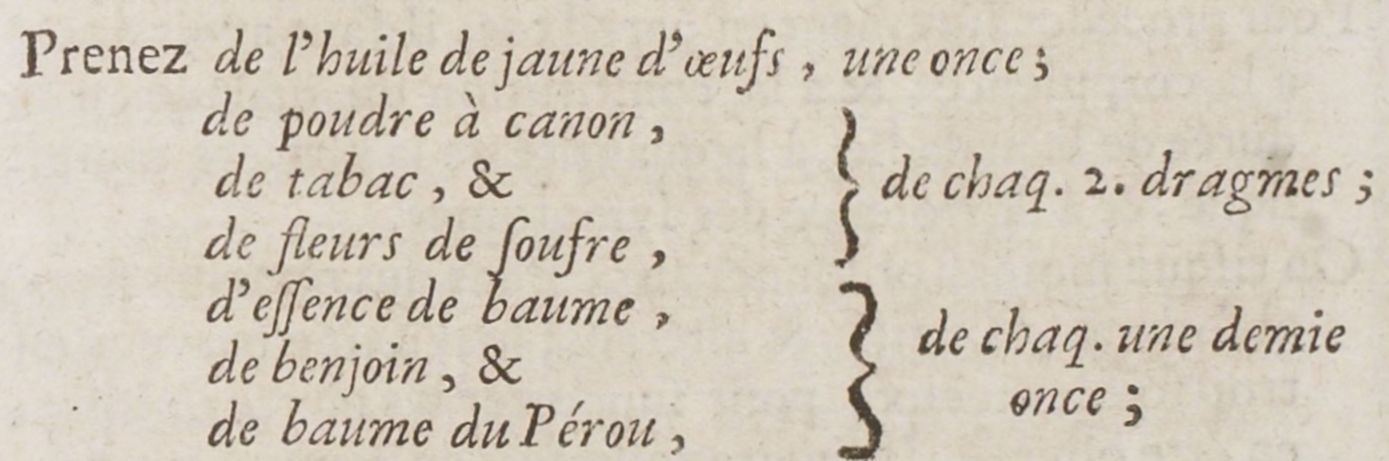 Prenez de l'huile de jaune d'œufs, une once;
de poudre à canon,
de tabac, &
de fleurs de ſoufre,
de chaq. 2. dragmes;
d'eſſence de baume,
de benjoin, &
de baume du Pérou,
de chaq. une demie
once;